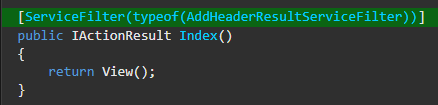 [ServiceFilter(typeof(AddHeaderResultServiceFilter))]
public IActionResult Index()
{
    return View();
}